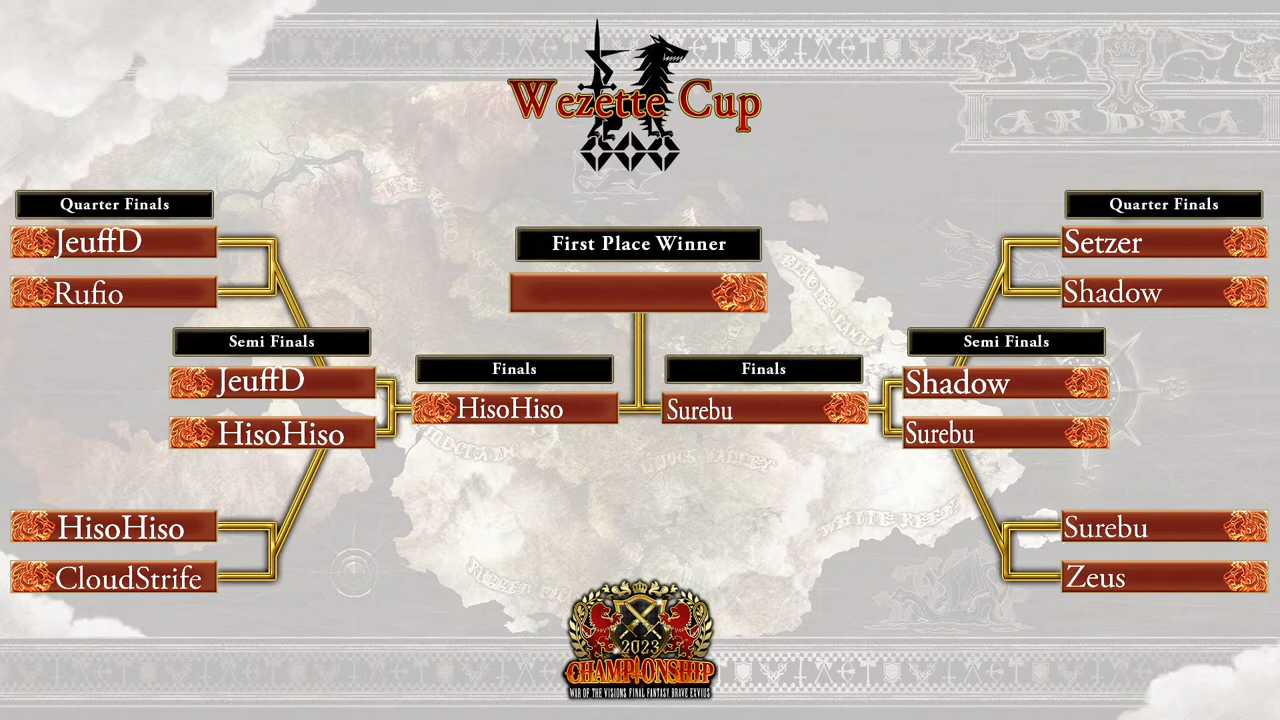 Wezette Cup
ARDRA
Quarter Finals
JeuffD
Rufio
Semi Finals
JeuffD
HisoHiso
HisoHiso
CloudStrife
First Place Winner
Finals
HisoHiso
Finals
Surebu
Quarter Finals
Setzer
Shadow
Semi Finals
Shadow
Surebu
Surebu
Zeus
2023
CHAMPIONSHIP
WAR OF THE VISIONS FINAL FANTASY BRAVE EXVIUS